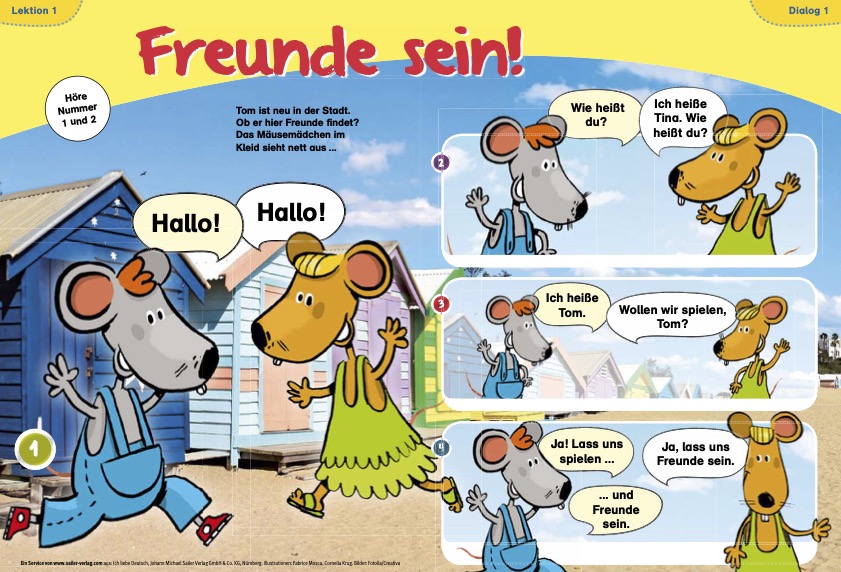 Lektion 1
Dialog 1
Freunde sein!
Höre
Nummer
1 und 2
Tom ist neu in der Stadt.
Ob er hier Freunde findet?
Das Mäusemädchen im
Kleid sieht nett aus ...
1
Hallo!
Hallo!
2
Wie heißt
du?
Ich heiße
Tina. Wie
heißt du?
3
Ich heiße
Tom.
Wollen wir spielen,
Tom?
4
Ja! Lass uns
spielen ...
... und
Freunde
sein.
Ja, lass uns
Freunde sein.
Ein Service von www.sailer-verlag.com aus: Ich liebe Deutsch, Johann Michael Sailer Verlag GmbH & Co. KG, Nürnberg. Illustrationen: Fabrice Mosca, Cornelia Krug. Bilder: Fotolia/Creativa